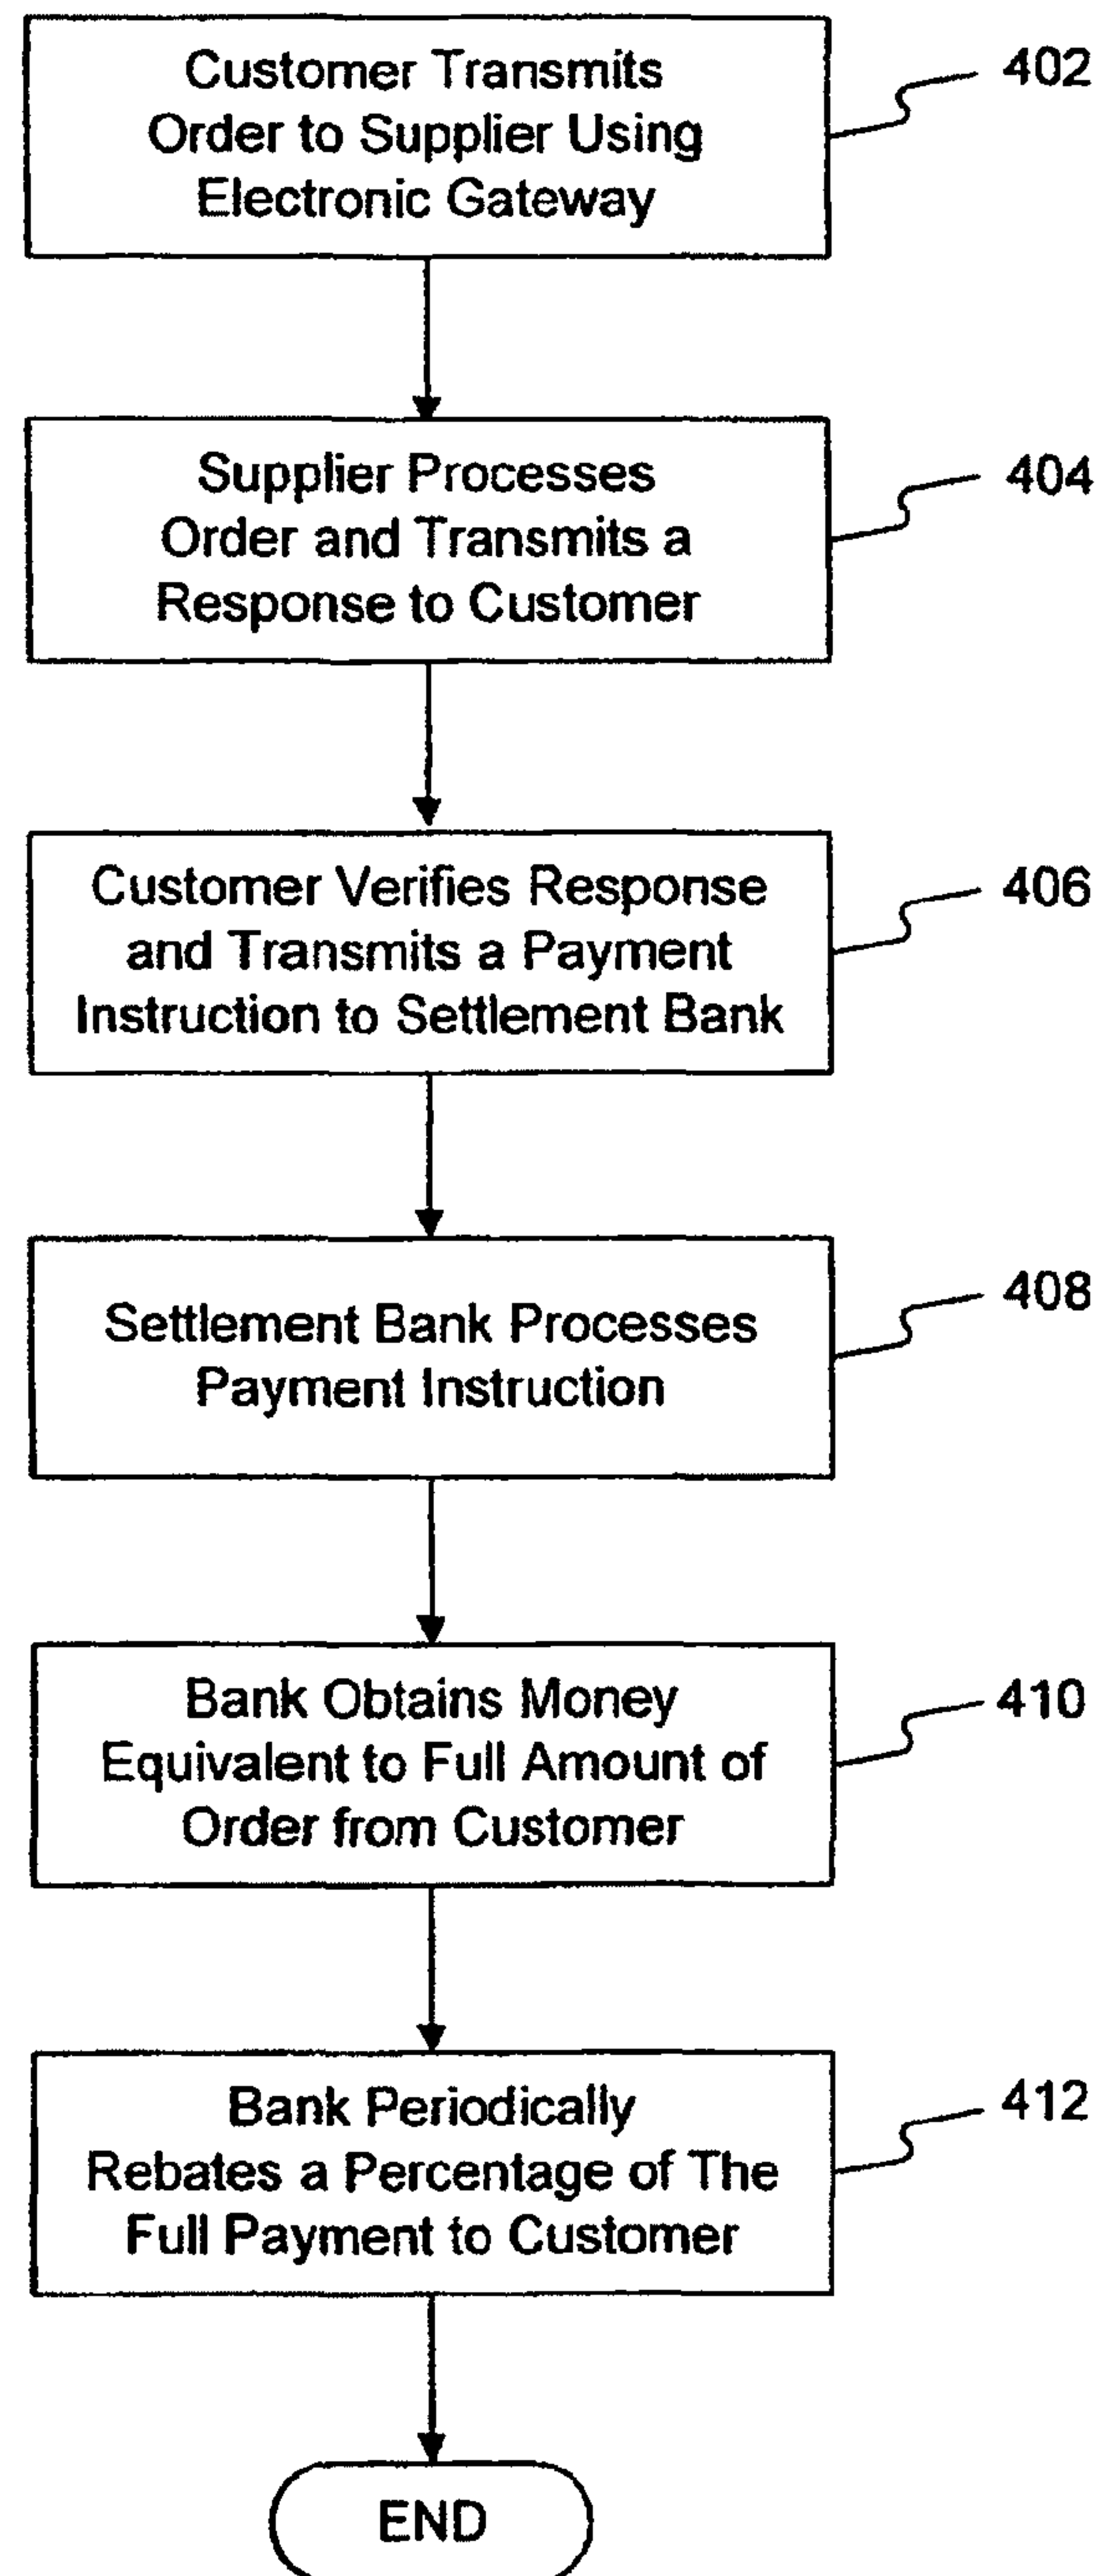 Customer Transmits
Order to Supplier Using
Electronic Gateway
402
Supplier Processes
Order and Transmits a
Response to Customer
404
Customer Verifies Response
and Transmits a Payment
Instruction to Settlement Bank
406
Settlement Bank Processes
Payment Instruction
408
Bank Obtains Money
Equivalent to Full Amount of
Order from Customer
410
Bank Periodically
Rebates a Percentage of The
Full Payment to Customer
412
END